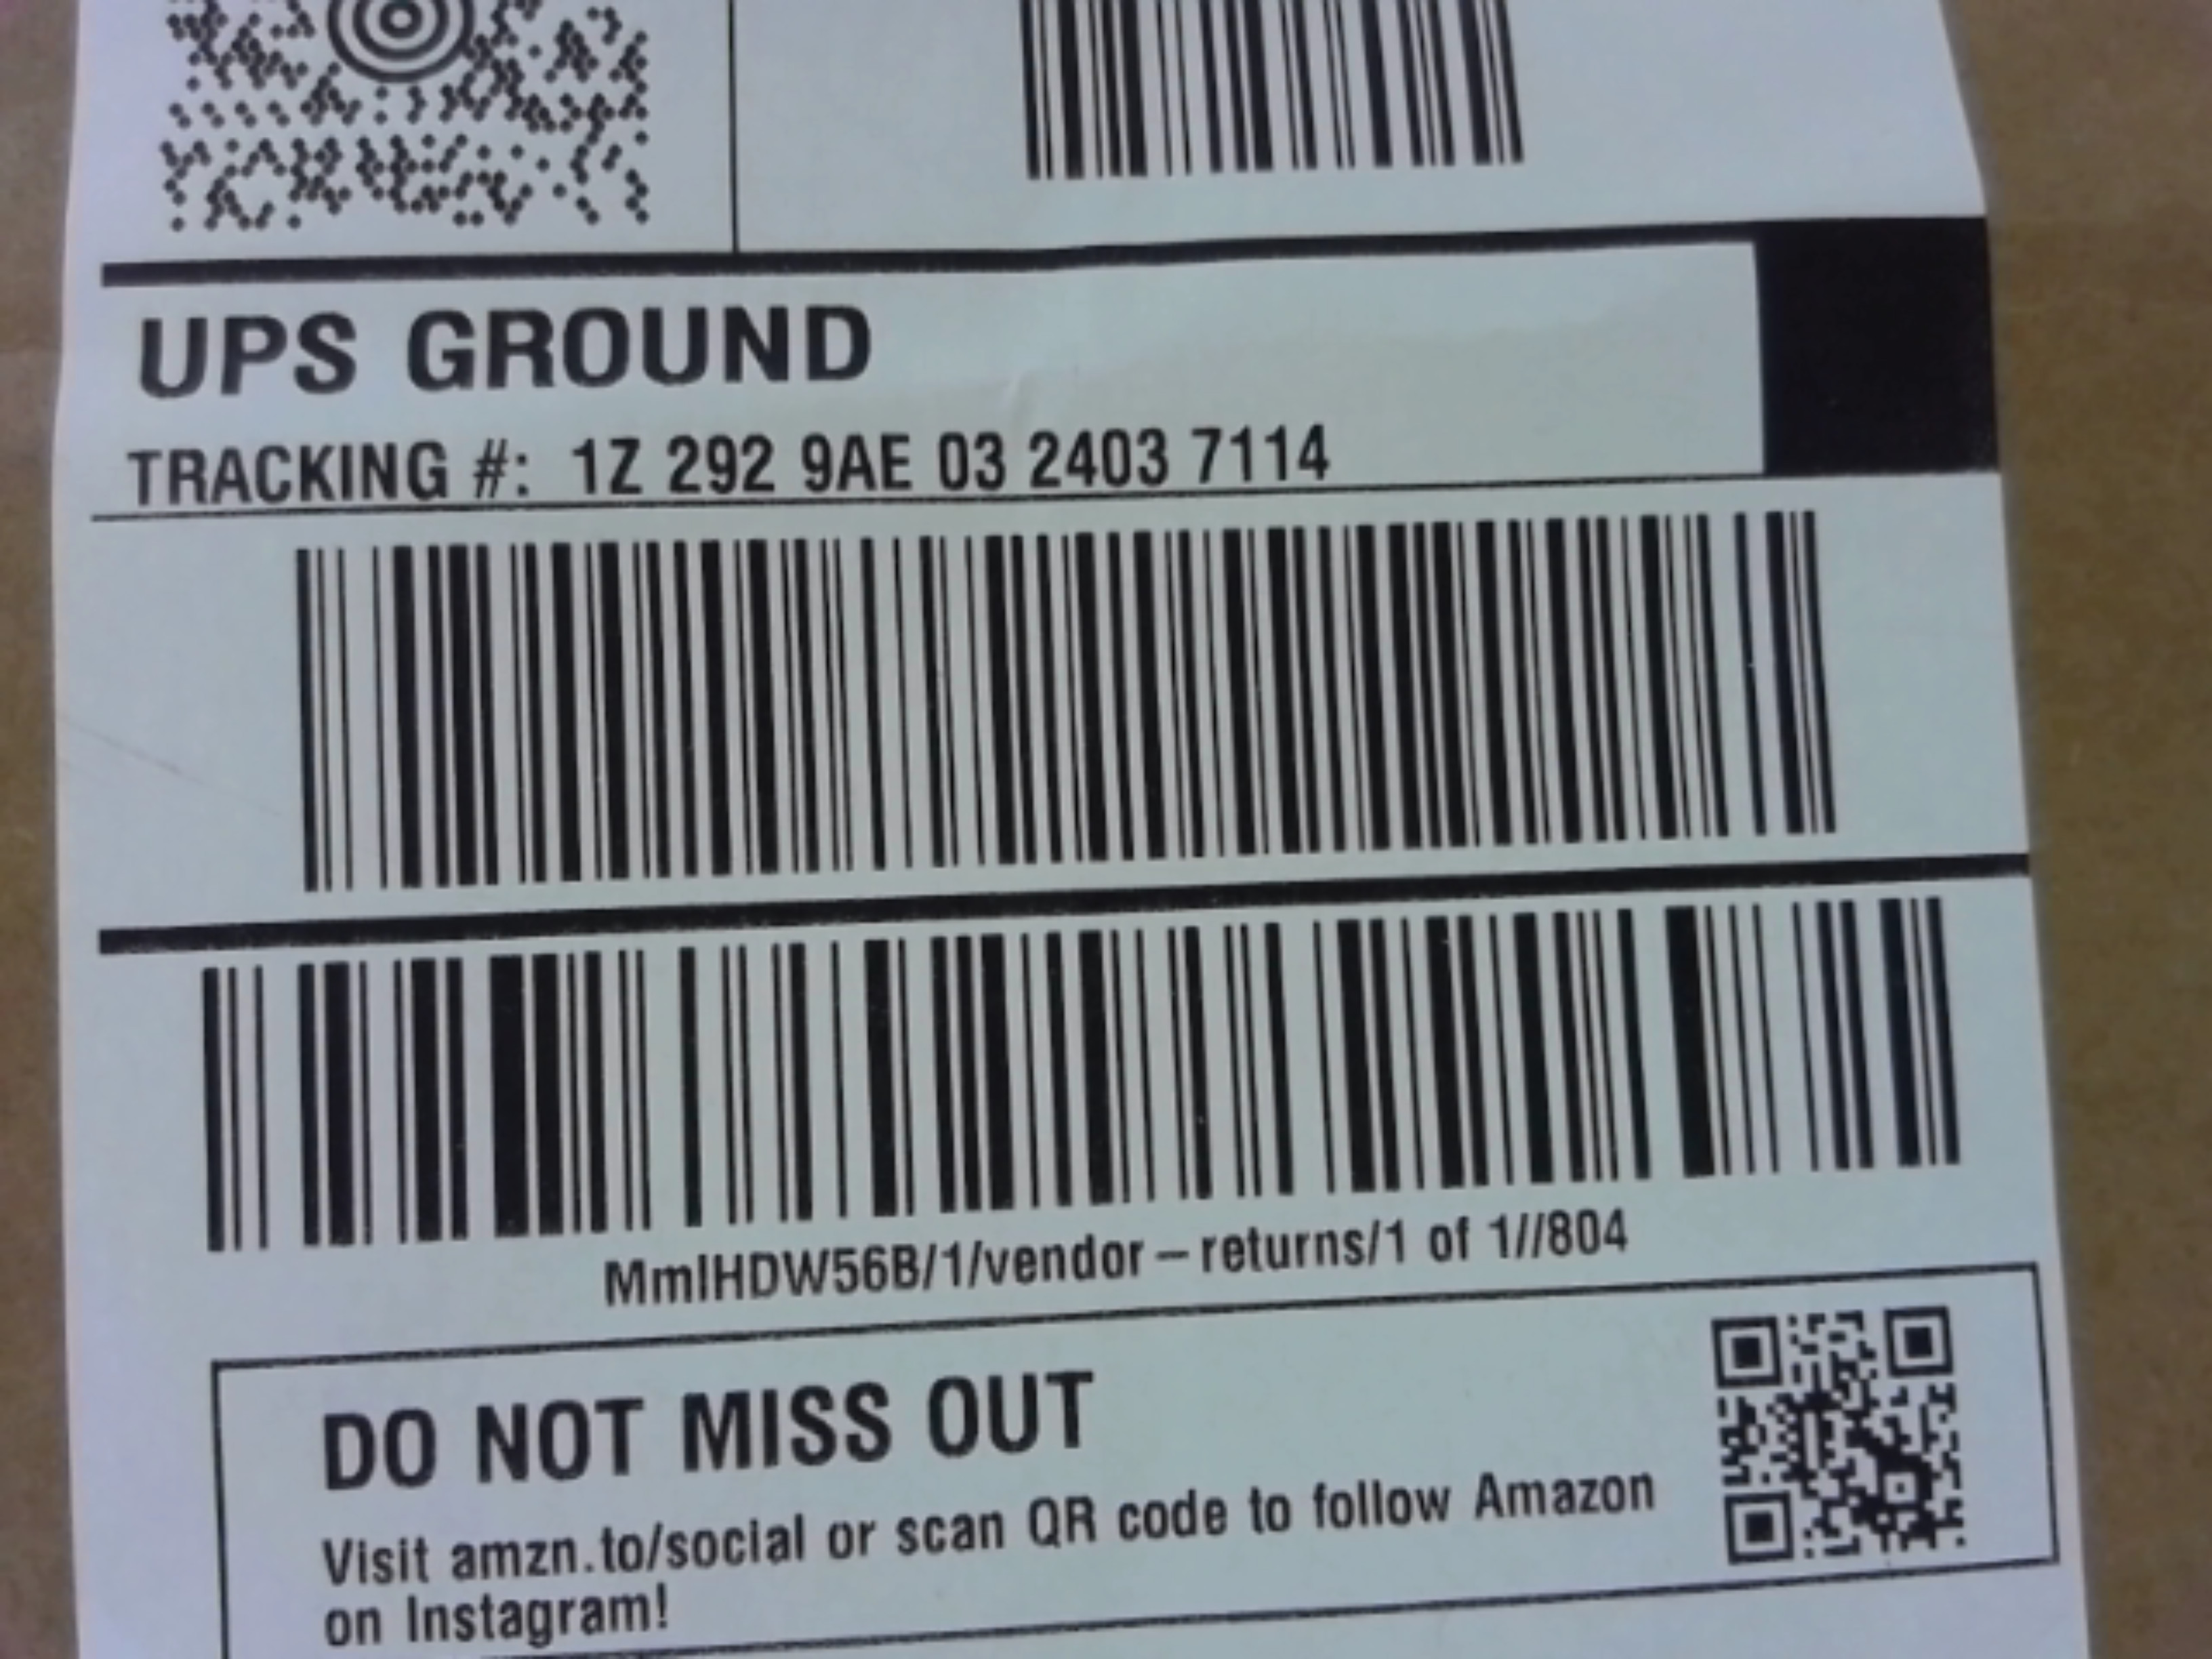 UPS GROUND
TRACKING #: 1Z 292 9AE 03 2403 7114
MmlHDW56B/1/vendor-returns/1 of 1//804
DO NOT MISS OUT
Visit amzn.to/social or scan QR code to follow Amazon
on Instagram!